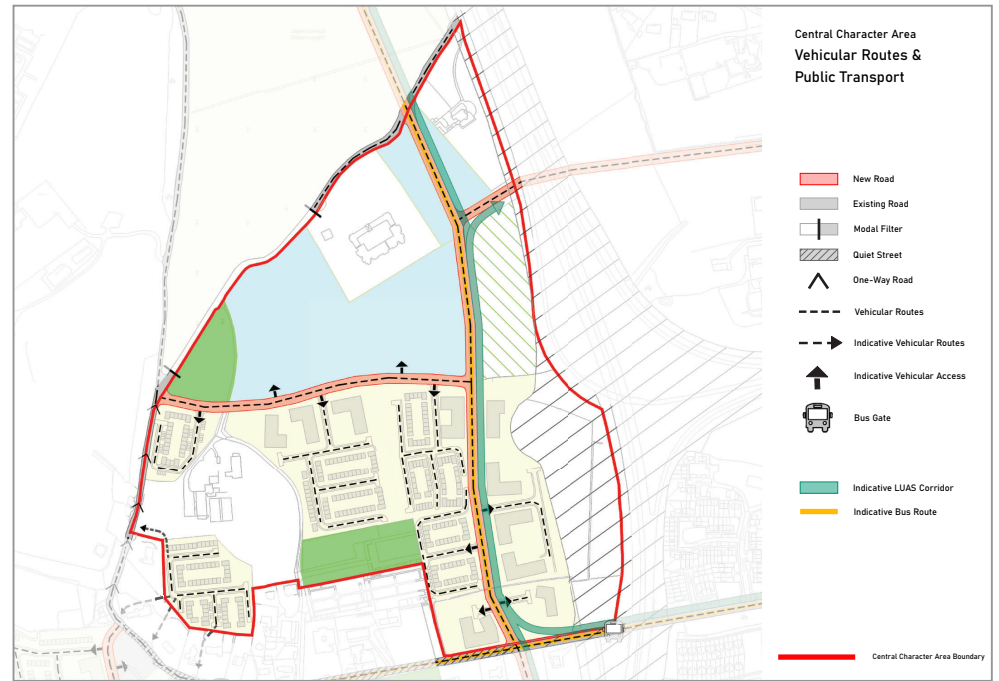 Central Character Area
Vehicular Routes &
Public Transport
New Road
Existing Road
Modal Filter
Quiet Street
One-Way Road
Vehicular Routes
Indicative Vehicular Routes
Indicative Vehicular Access
Bus Gate
Indicative LUAS Corridor
Indicative Bus Route
Central Character Area Boundary